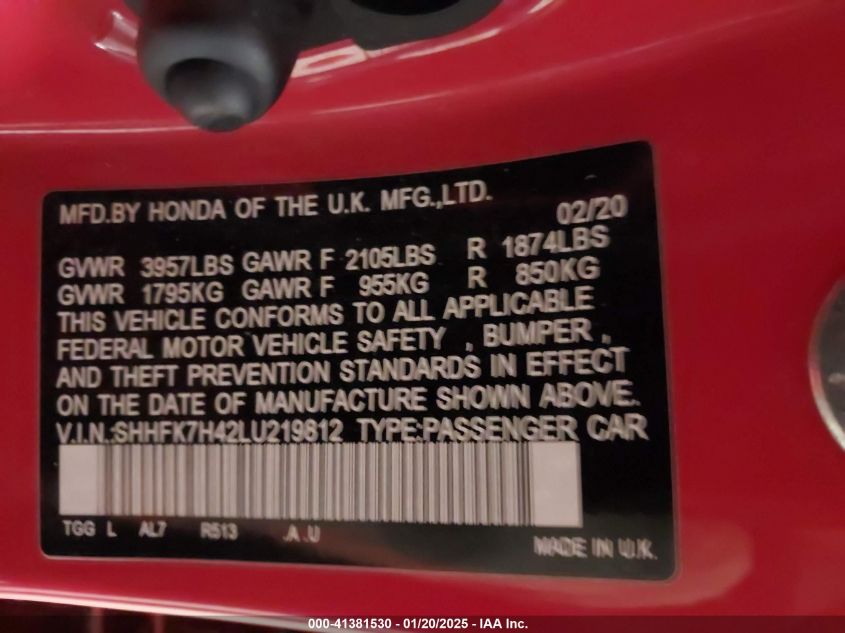 MFD.BY HONDA OF THE U.K. MFG.,LTD. 02/20
GVWR 3957LBS GAWR F 2105LBS R 1874LBS
GVWR 1795KG GAWR F 955KG R 850KG
THIS VEHICLE CONFORMS TO ALL APPLICABLE
FEDERAL MOTOR VEHICLE SAFETY , BUMPER ,
AND THEFT PREVENTION STANDARDS IN EFFECT
ON THE DATE OF MANUFACTURE SHOWN ABOVE.
V.I.N.:SHHFK7H42LU219812 TYPE:PASSENGER CAR
TGG L AL7 R513 .A .U
MADE IN U.K.
000-41381530 — 01/20/2025 — IAA Inc.